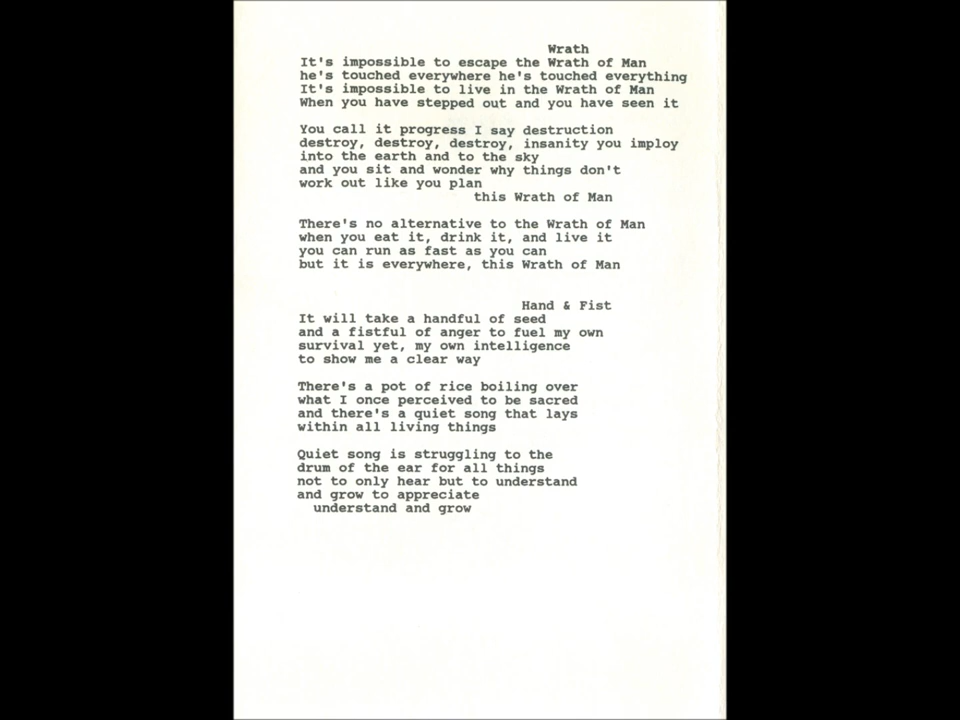 Wrath
It's impossible to escape the Wrath of Man
he's touched everywhere he's touched everything
It's impossible to live in the Wrath of Man
When you have stepped out and you have seen it
You call it progress I say destruction
destroy, destroy, destroy, insanity you imploy
into the earth and to the sky
and you sit and wonder why things don't
work out like you plan
this Wrath of Man
There's no alternative to the Wrath of Man
when you eat it, drink it, and live it
you can run as fast as you can
but it is everywhere, this Wrath of Man
Hand & Fist
It will take a handful of seed
and a fistful of anger to fuel my own
survival yet, my own intelligence
to show me a clear way
There's a pot of rice boiling over
what I once perceived to be sacred
and there's a quiet song that lays
within all living things
Quiet song is struggling to the
drum of the ear for all things
not to only hear but to understand
and grow to appreciate
understand and grow